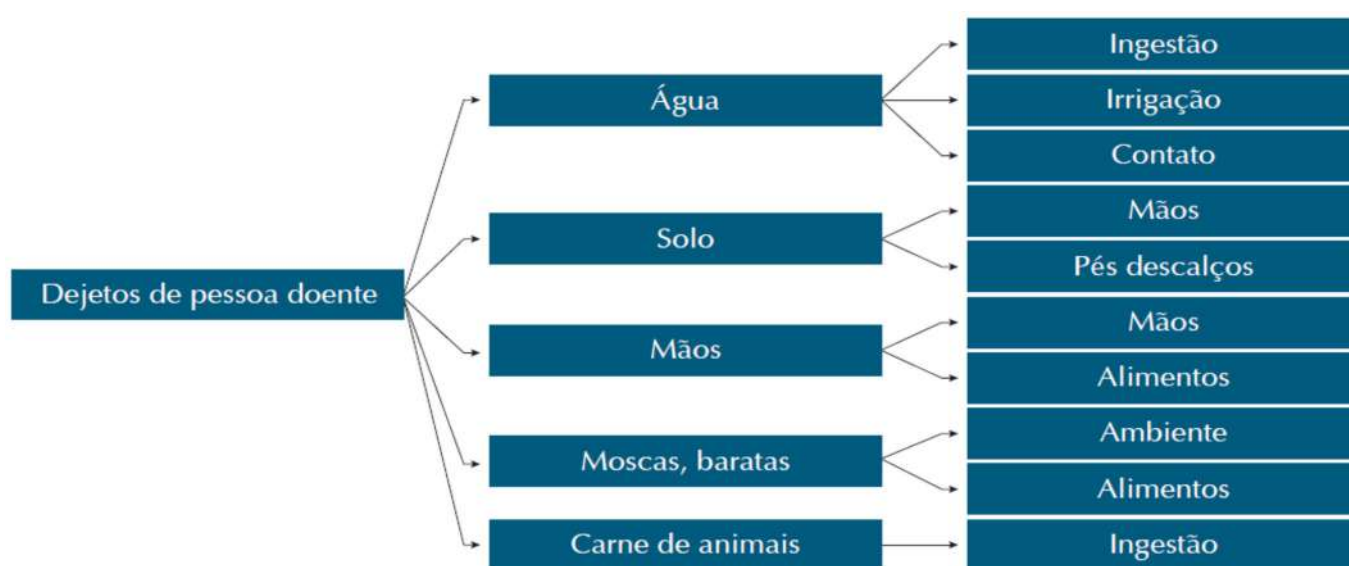 Dejetos de pessoa doente
Água
Ingestão
Irrigação
Contato
Solo
Mãos
Pés descalços
Mãos
Mãos
Alimentos
Moscas, baratas
Ambiente
Alimentos
Carne de animais
Ingestão